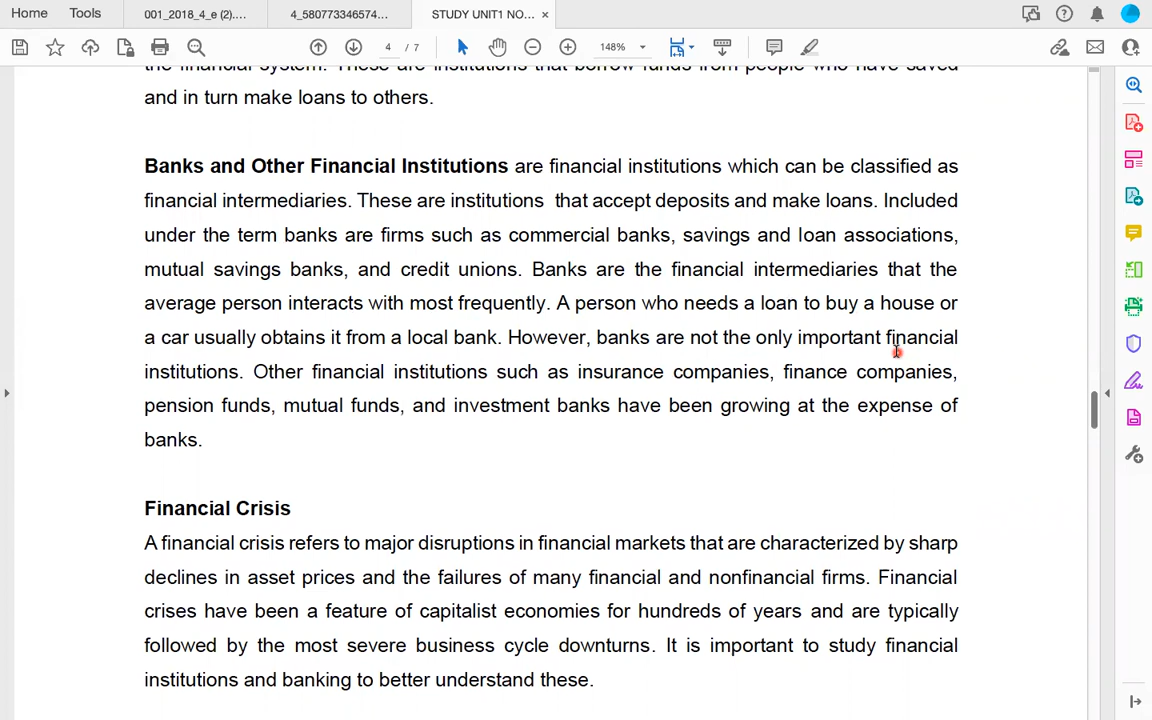 Home Tools 001_2018_4_e (2).... 4_580773346574... STUDY UNIT1 NO... ×
4 / 7 148%
the financial system. These are institutions that borrow funds from people who have saved
and in turn make loans to others.
Banks and Other Financial Institutions are financial institutions which can be classified as
financial intermediaries. These are institutions that accept deposits and make loans. Included
under the term banks are firms such as commercial banks, savings and loan associations,
mutual savings banks, and credit unions. Banks are the financial intermediaries that the
average person interacts with most frequently. A person who needs a loan to buy a house or
a car usually obtains it from a local bank. However, banks are not the only important financial
institutions. Other financial institutions such as insurance companies, finance companies,
pension funds, mutual funds, and investment banks have been growing at the expense of
banks.
Financial Crisis
A financial crisis refers to major disruptions in financial markets that are characterized by sharp
declines in asset prices and the failures of many financial and nonfinancial firms. Financial
crises have been a feature of capitalist economies for hundreds of years and are typically
followed by the most severe business cycle downturns. It is important to study financial
institutions and banking to better understand these.